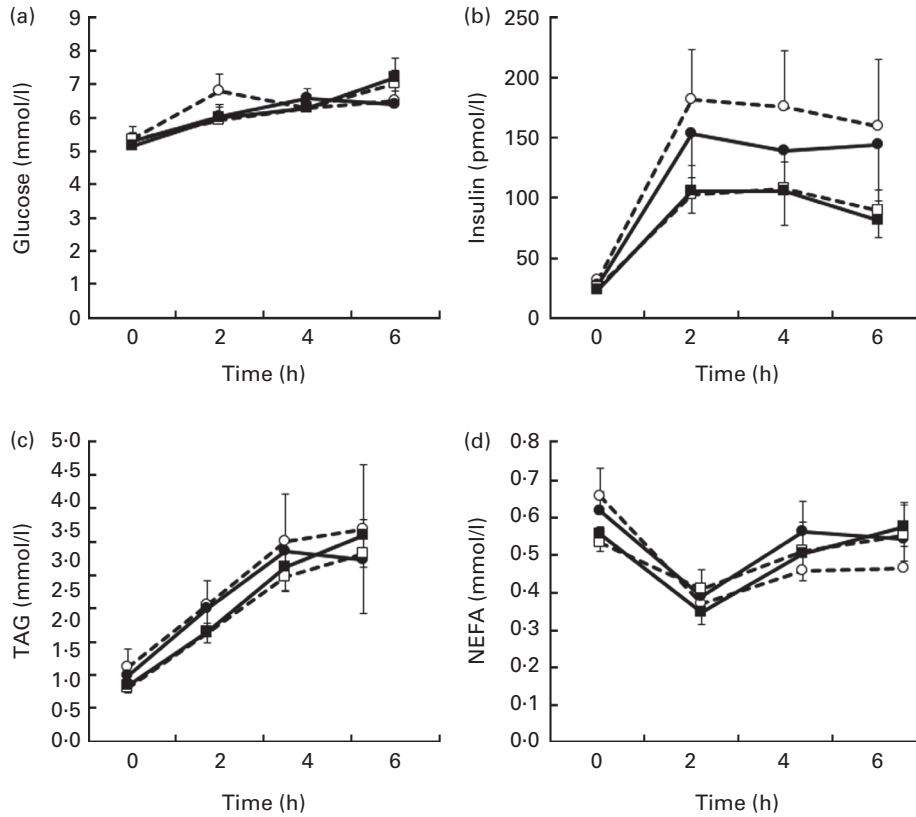 (a)
9
8
7
6
5
4
3
2
1
0
Glucose (mmol/l)
0 2 4 6
Time (h)
(b)
250
200
150
100
50
0
Insulin (pmol/l)
0 2 4 6
Time (h)
(c)
5·0
4·5
4·0
3·5
3·0
2·5
2·0
1·5
1·0
0·5
0·0
TAG (mmol/l)
0 2 4 6
Time (h)
(d)
0·8
0·7
0·6
0·5
0·4
0·3
0·2
0·1
0·0
NEFA (mmol/l)
0 2 4 6
Time (h)